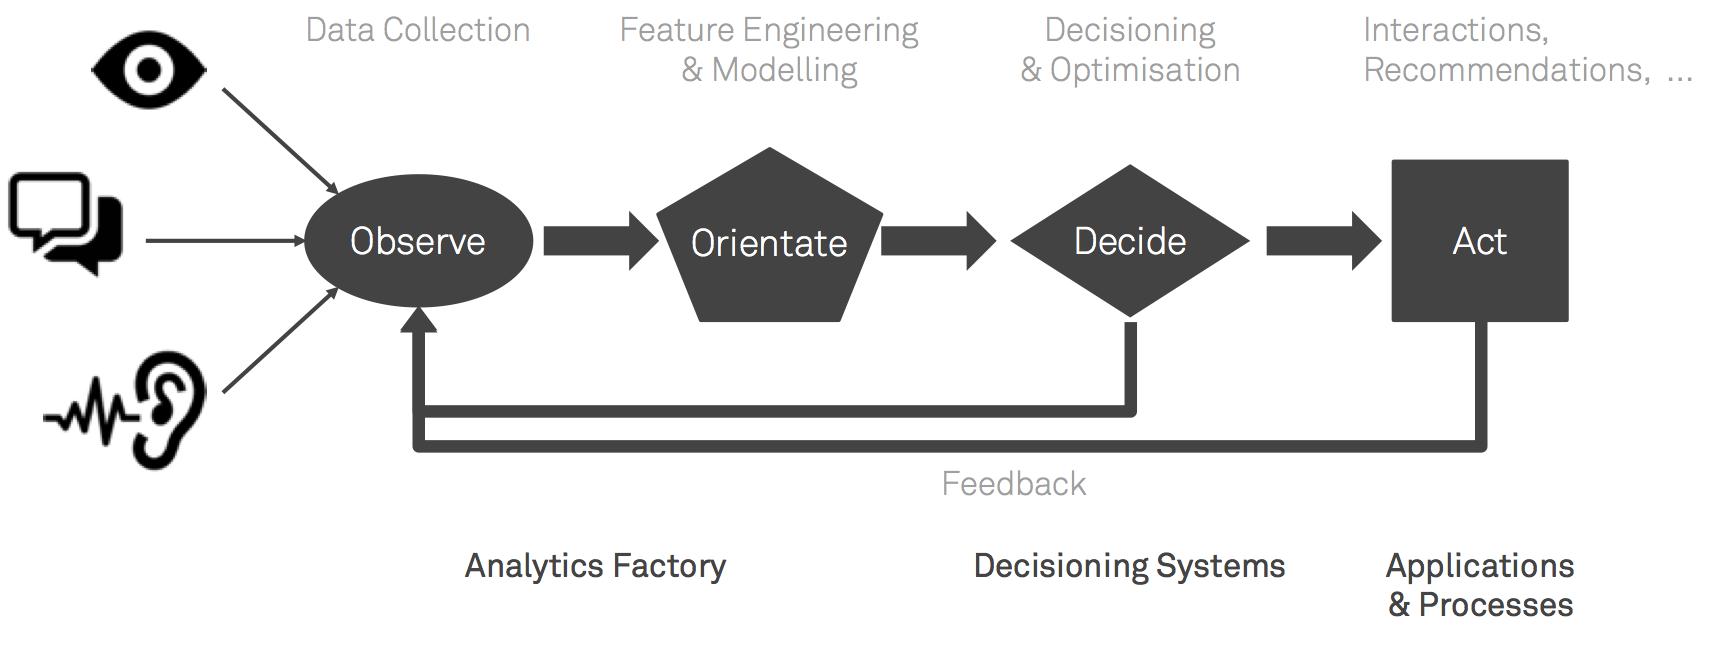 Data Collection
Feature Engineering
& Modelling
Decisioning
& Optimisation
Interactions,
Recommendations, ...
Observe
Orientate
Decide
Act
Feedback
Analytics Factory
Decisioning Systems
Applications
& Processes